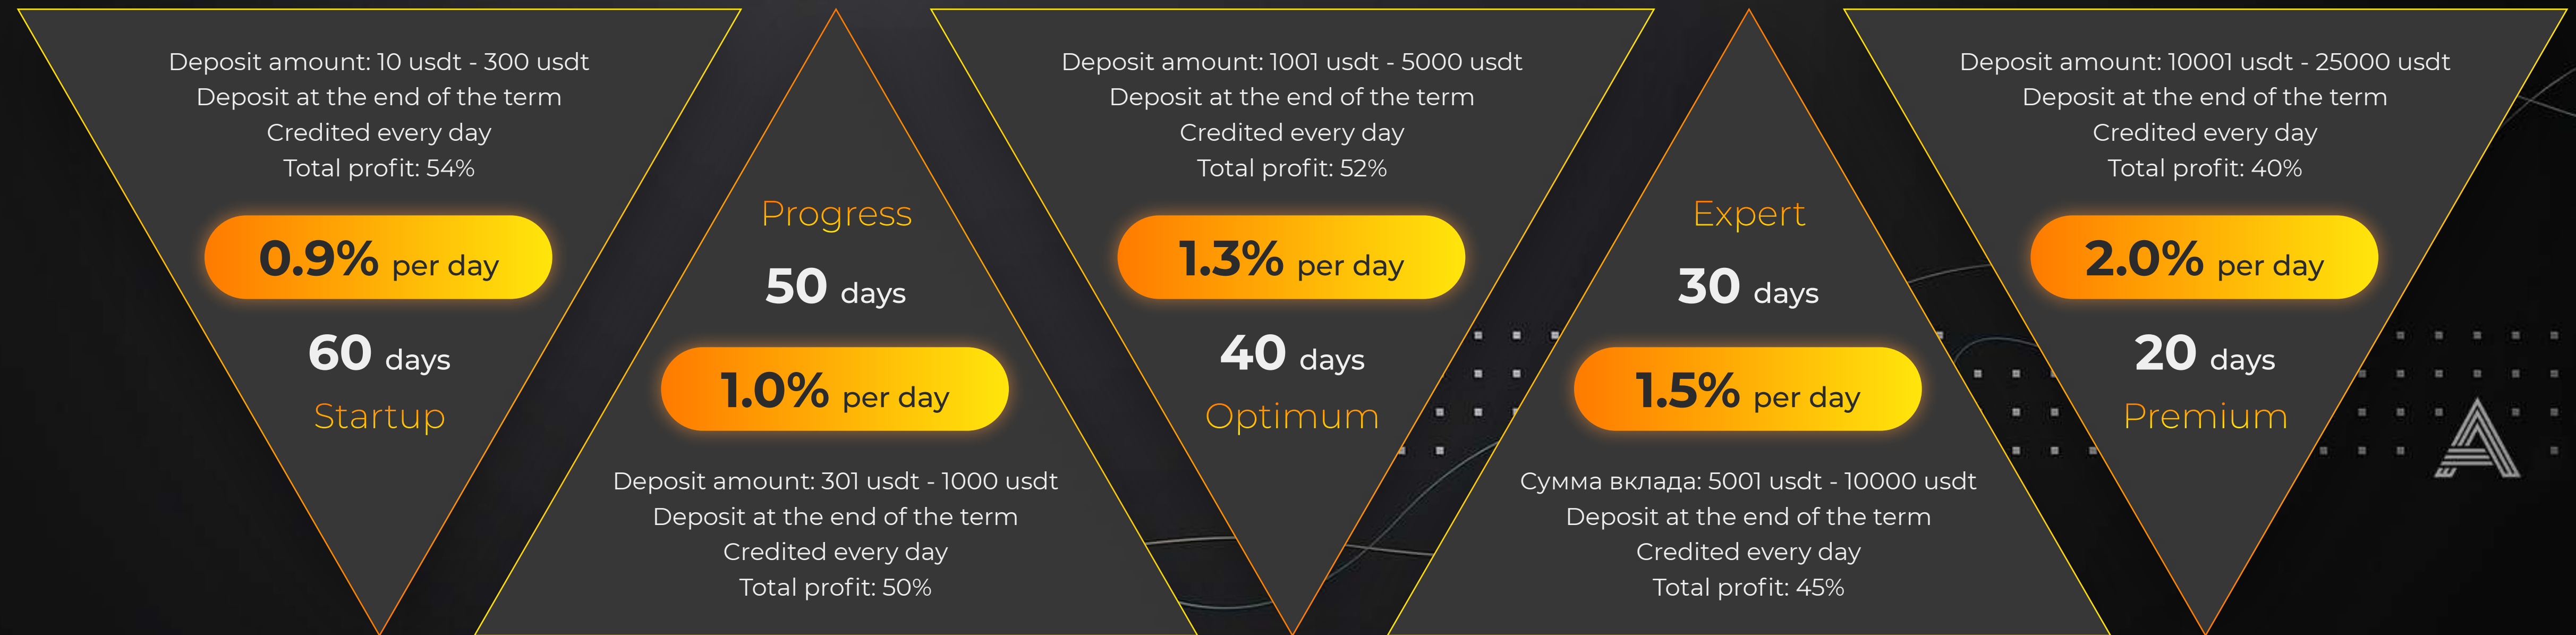 Deposit amount: 10 usdt - 300 usdt
Deposit at the end of the term
Credited every day
Total profit: 54%
0.9% per day
60 days
Startup
Progress
50 days
1.0% per day
Deposit amount: 301 usdt - 1000 usdt
Deposit at the end of the term
Credited every day
Total profit: 50%
Deposit amount: 1001 usdt - 5000 usdt
Deposit at the end of the term
Credited every day
Total profit: 52%
1.3% per day
40 days
Optimum
Expert
30 days
1.5% per day
Сумма вклада: 5001 usdt - 10000 usdt
Deposit at the end of the term
Credited every day
Total profit: 45%
Deposit amount: 10001 usdt - 25000 usdt
Deposit at the end of the term
Credited every day
Total profit: 40%
2.0% per day
20 days
Premium